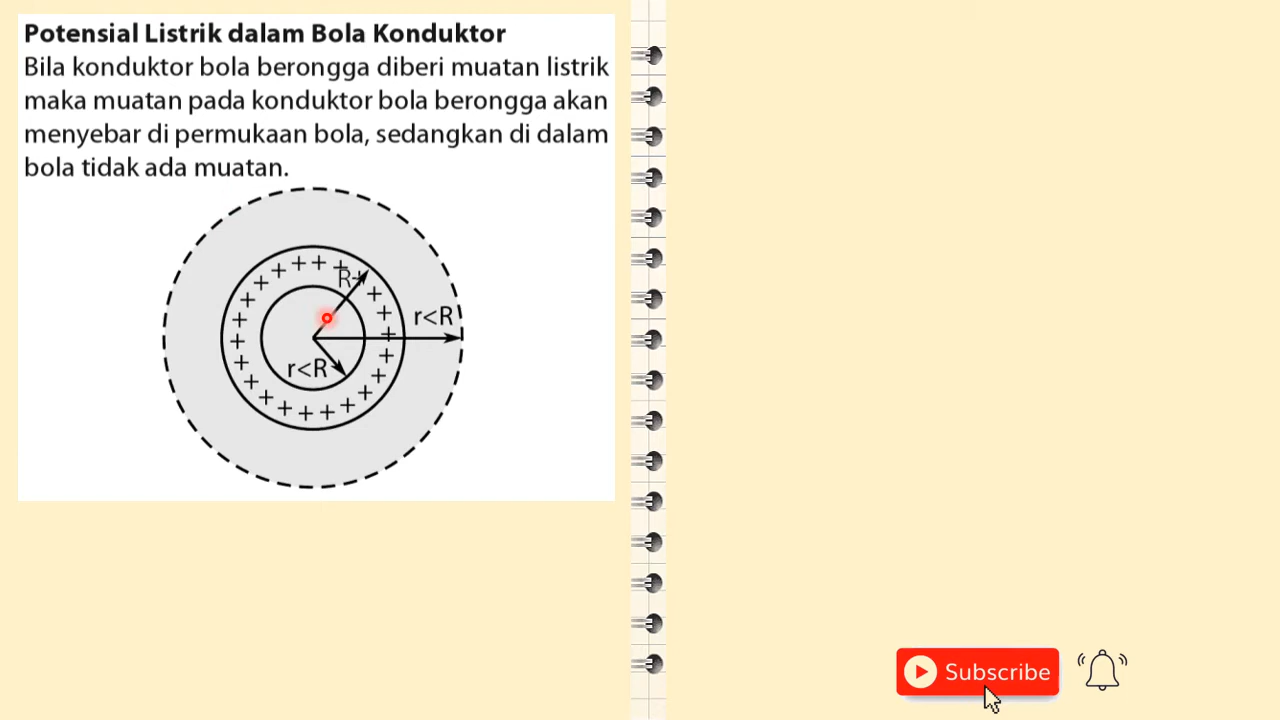 Potensial Listrik dalam Bola Konduktor
Bila konduktor bola berongga diberi muatan listrik
maka muatan pada konduktor bola berongga akan
menyebar di permukaan bola, sedangkan di dalam
bola tidak ada muatan.
R
r<R
r<R
Subscribe